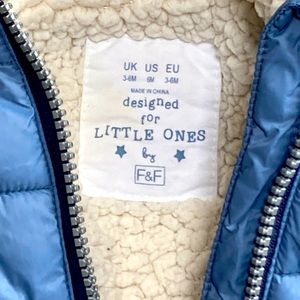 UK US EU
3-6M 6M 3-6M
MADE IN CHINA
designed
for
LITTLE ONES
by
F&F